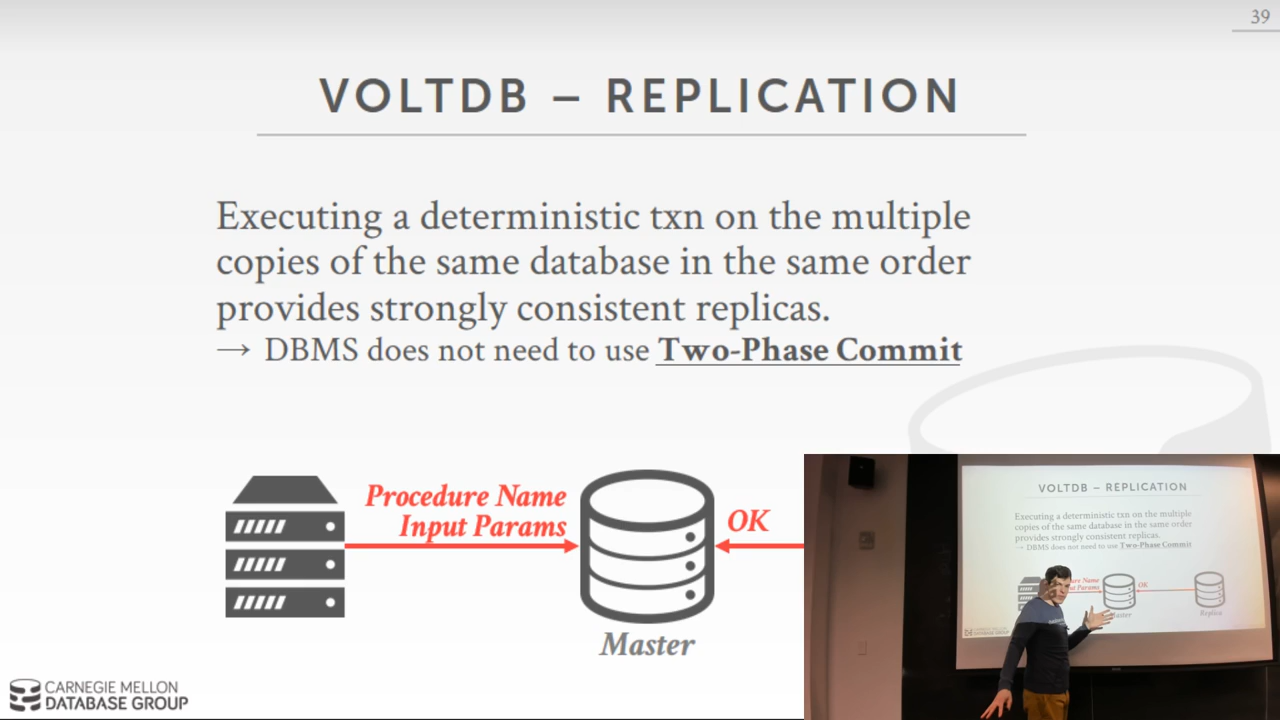 39
VOLTDB – REPLICATION
Executing a deterministic txn on the multiple
copies of the same database in the same order
provides strongly consistent replicas.
→ DBMS does not need to use Two-Phase Commit
Procedure Name
Input Params
OK
Master
CARNEGIE MELLON
DATABASE GROUP
VOLTDB – REPLICATION
Executing a deterministic txn on the multiple
copies of the same database in the same order
provides strongly consistent replicas.
→ DBMS does not need to use Two-Phase Commit
OK
Replica